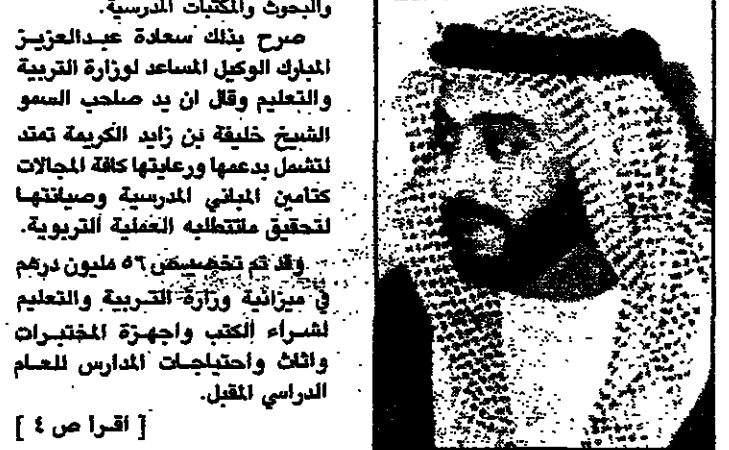 والبحوث والمكتبات المدرسية.
صرح بذلك سعادة عبدالعزيز
المبارك الوكيل المساعد لوزارة التربية
والتعليم وقال ان يد صاحب السمو
الشيخ خليفة بن زايد الكريمة تمتد
لتشمل بدعمها ورعايتها كافة المجالات
كتامين المباني المدرسية وصيانتها
لتحقيق ماتتطلبه العملية التربوية.
وقد تم تخصيص ٥٦ مليون درهم
في ميزانية وزارة التربية والتعليم
لشراء الكتب واجهزة المختبرات
واثاث واحتياجات المدارس للعام
الدراسي المقبل.
[ اقرا ص ٤ ]